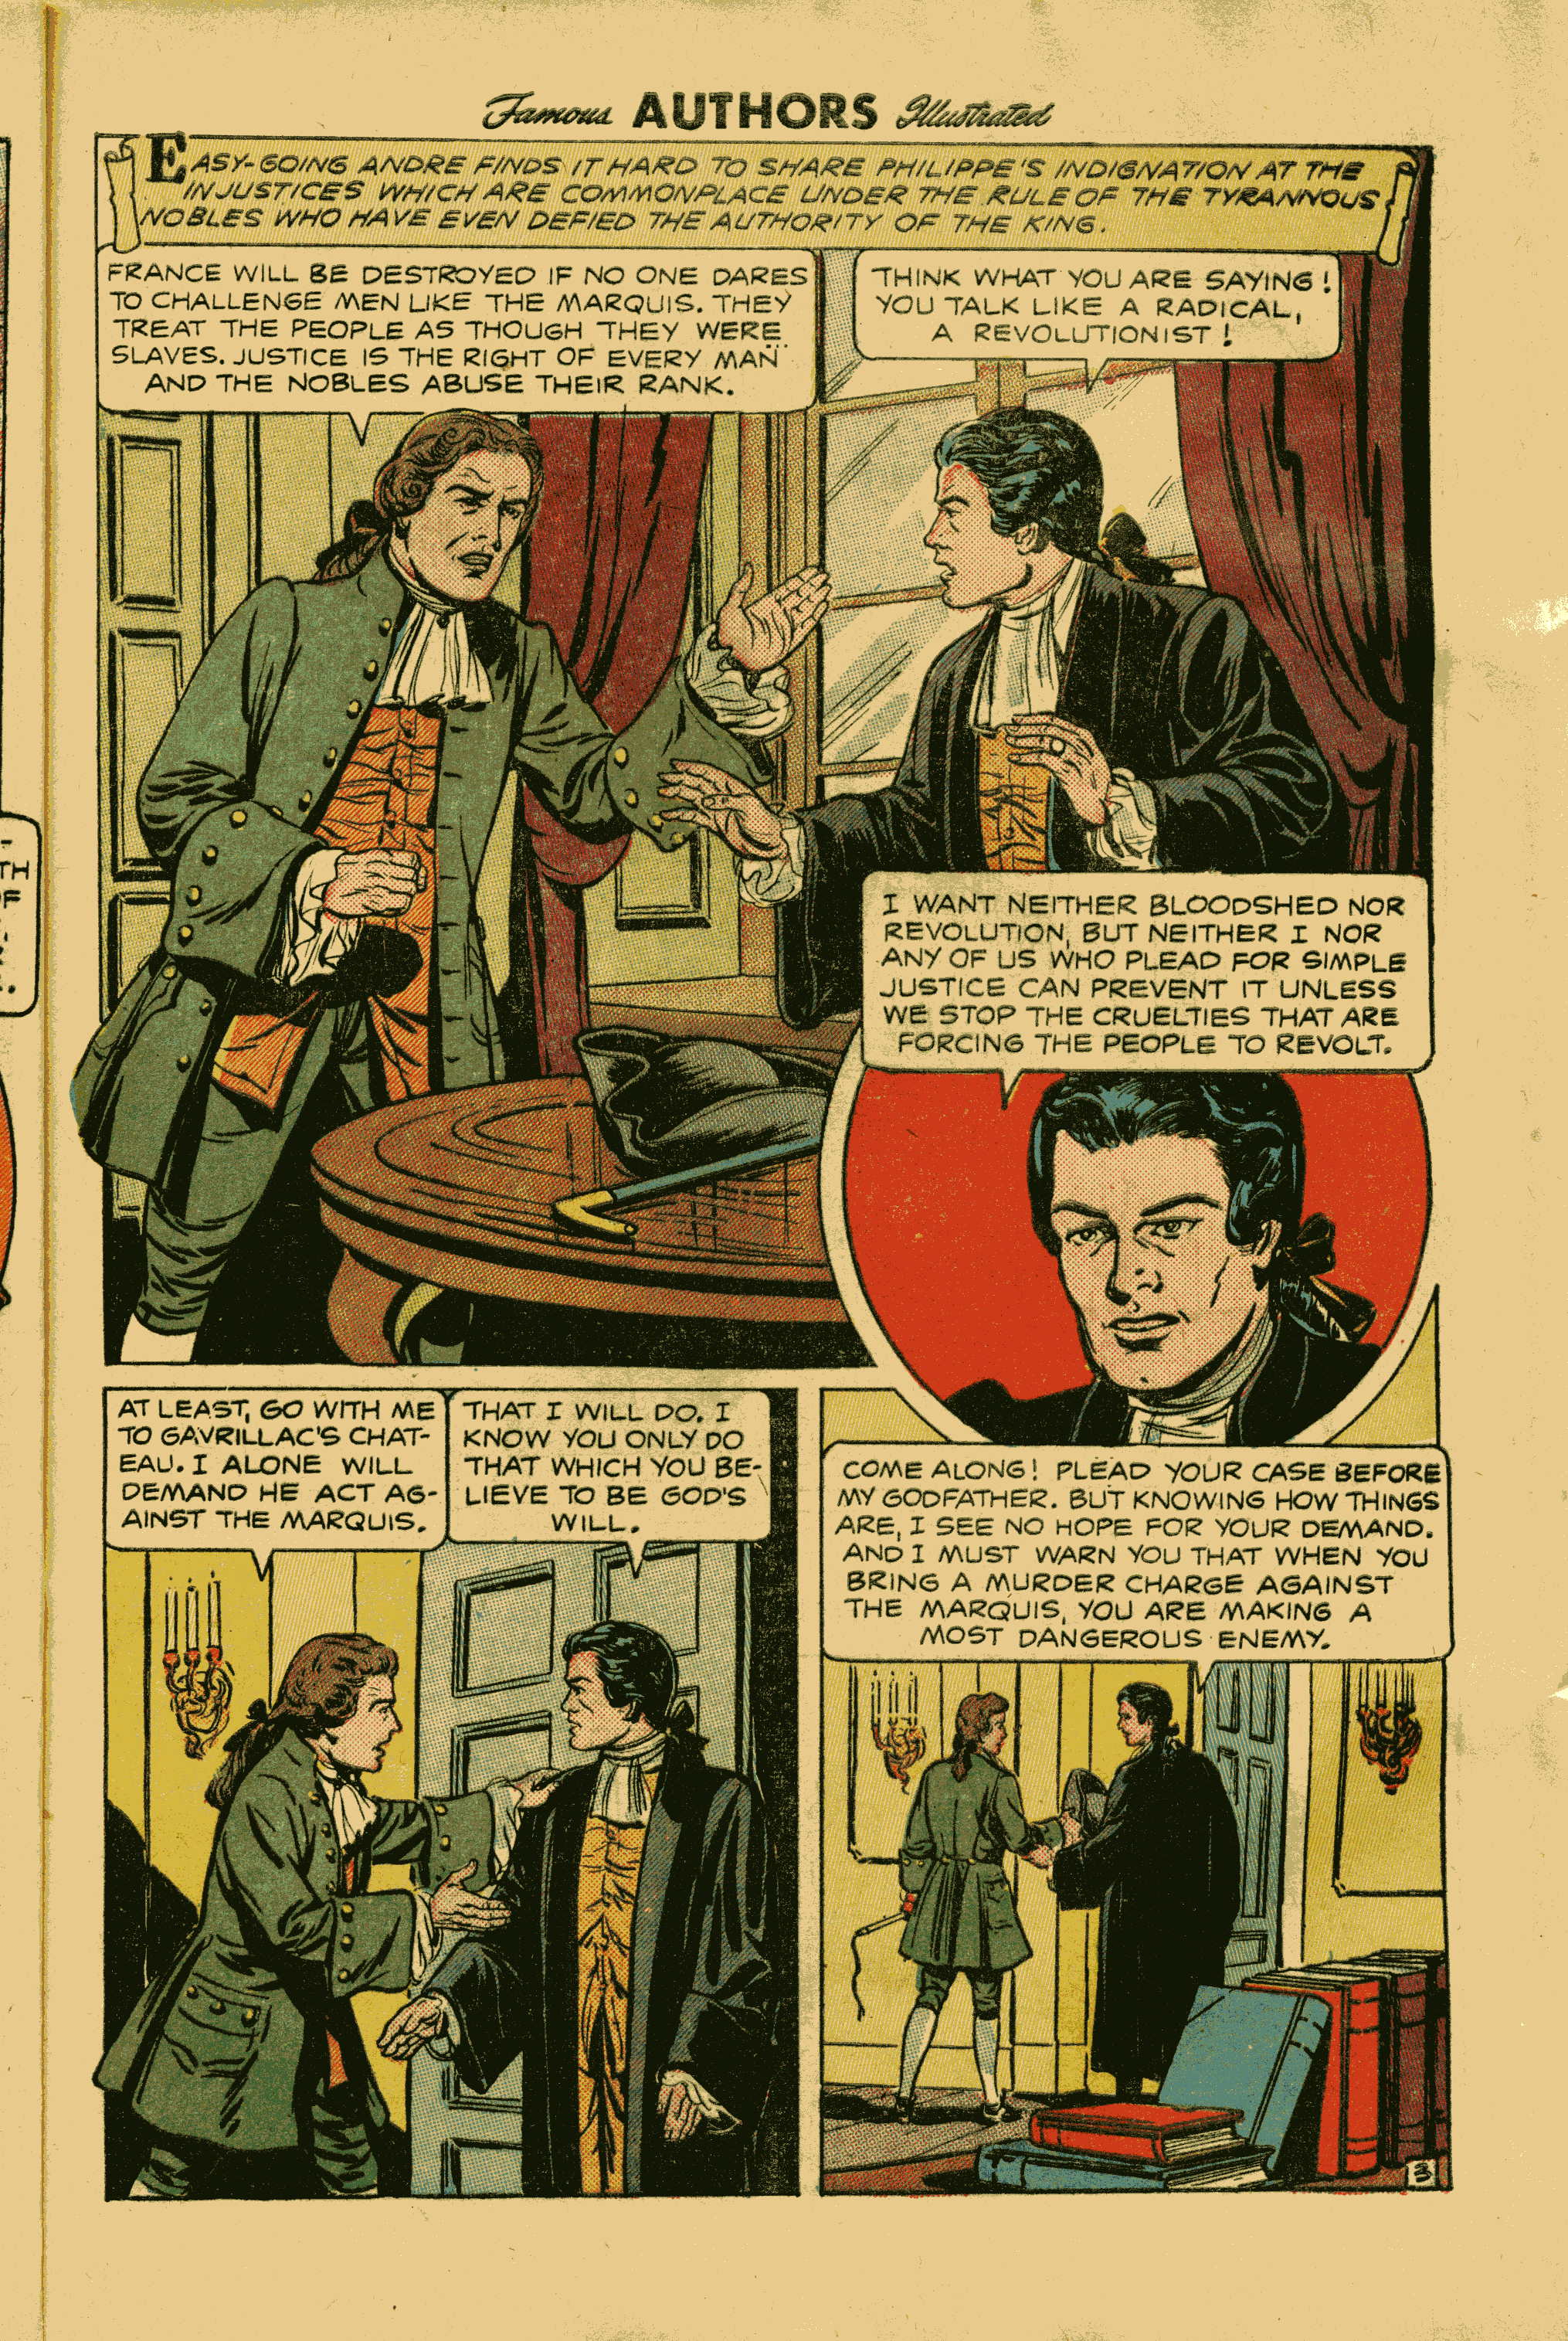 Famous AUTHORS Illustrated
EASY-GOING ANDRE FINDS IT HARD TO SHARE PHILIPPE'S INDIGNATION AT THE
INJUSTICES WHICH ARE COMMONPLACE UNDER THE RULE OF THE TYRANNOUS
NOBLES WHO HAVE EVEN DEFIED THE AUTHORITY OF THE KING.
FRANCE WILL BE DESTROYED IF NO ONE DARES
TO CHALLENGE MEN LIKE THE MARQUIS. THEY
TREAT THE PEOPLE AS THOUGH THEY WERE
SLAVES. JUSTICE IS THE RIGHT OF EVERY MAN
AND THE NOBLES ABUSE THEIR RANK.
THINK WHAT YOU ARE SAYING!
YOU TALK LIKE A RADICAL,
A REVOLUTIONIST!
I WANT NEITHER BLOODSHED NOR
REVOLUTION, BUT NEITHER I NOR
ANY OF US WHO PLEAD FOR SIMPLE
JUSTICE CAN PREVENT IT UNLESS
WE STOP THE CRUELTIES THAT ARE
FORCING THE PEOPLE TO REVOLT.
AT LEAST, GO WITH ME
TO GAVRILLAC'S CHAT-
EAU. I ALONE WILL
DEMAND HE ACT AG-
AINST THE MARQUIS.
THAT I WILL DO. I
KNOW YOU ONLY DO
THAT WHICH YOU BE-
LIEVE TO BE GOD'S
WILL.
COME ALONG! PLEAD YOUR CASE BEFORE
MY GODFATHER. BUT KNOWING HOW THINGS
ARE, I SEE NO HOPE FOR YOUR DEMAND.
AND I MUST WARN YOU THAT WHEN YOU
BRING A MURDER CHARGE AGAINST
THE MARQUIS, YOU ARE MAKING A
MOST DANGEROUS ENEMY.
3